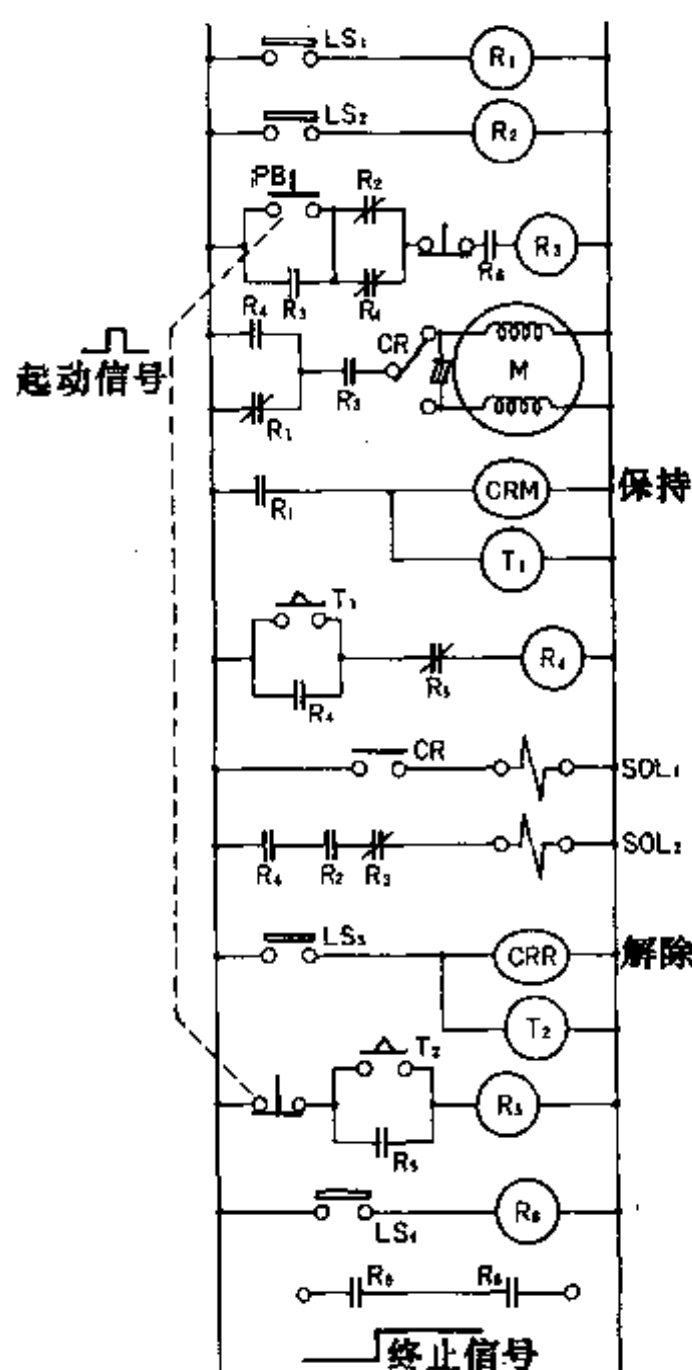 LS₁
R₁
LS₂
R₂
PB₁
R₂
R₃
R₆
R₃
R₄
R₄
CR
M
起动信号
R₃
R₁
R₁
CRM
保持
T₁
T₁
R₄
R₅
R₄
CR
SOL₁
R₄
R₂
R₃
SOL₂
LS₃
CRR
解除
T₂
T₂
R₅
R₅
LS₄
R₆
R₆
终止信号